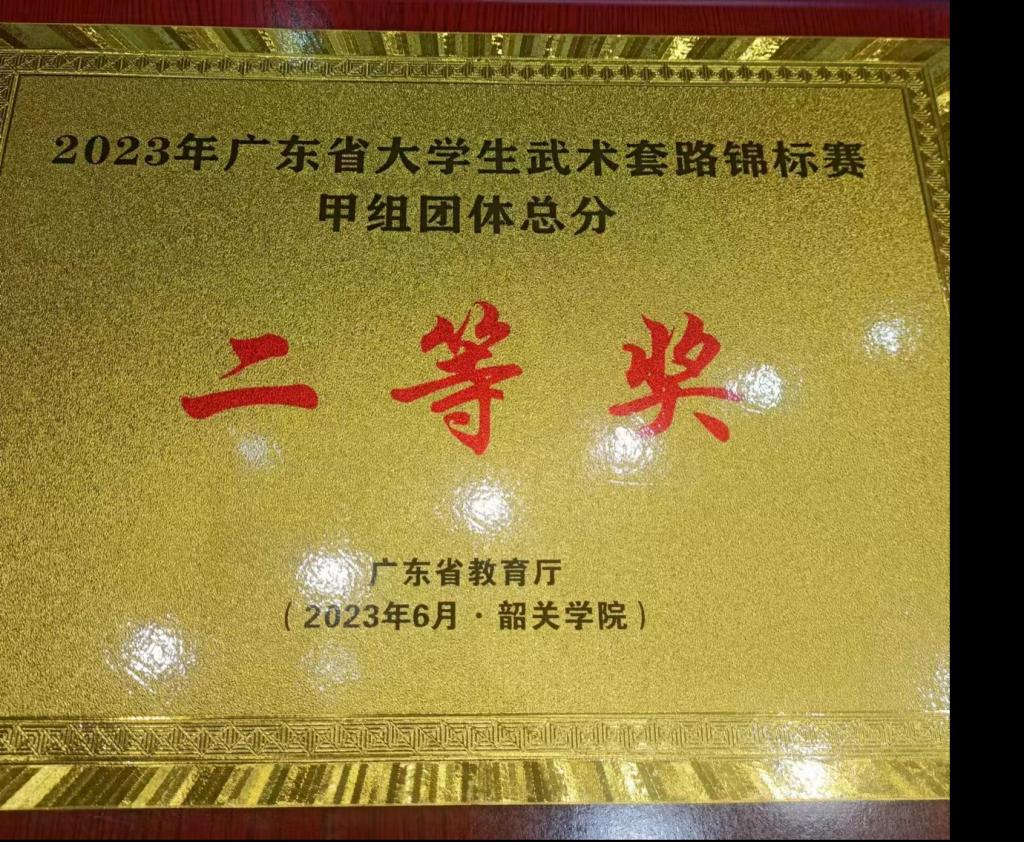 2023年广东省大学生武术套路锦标赛
甲组团体总分
二等奖
广东省教育厅
（2023年6月·韶关学院）